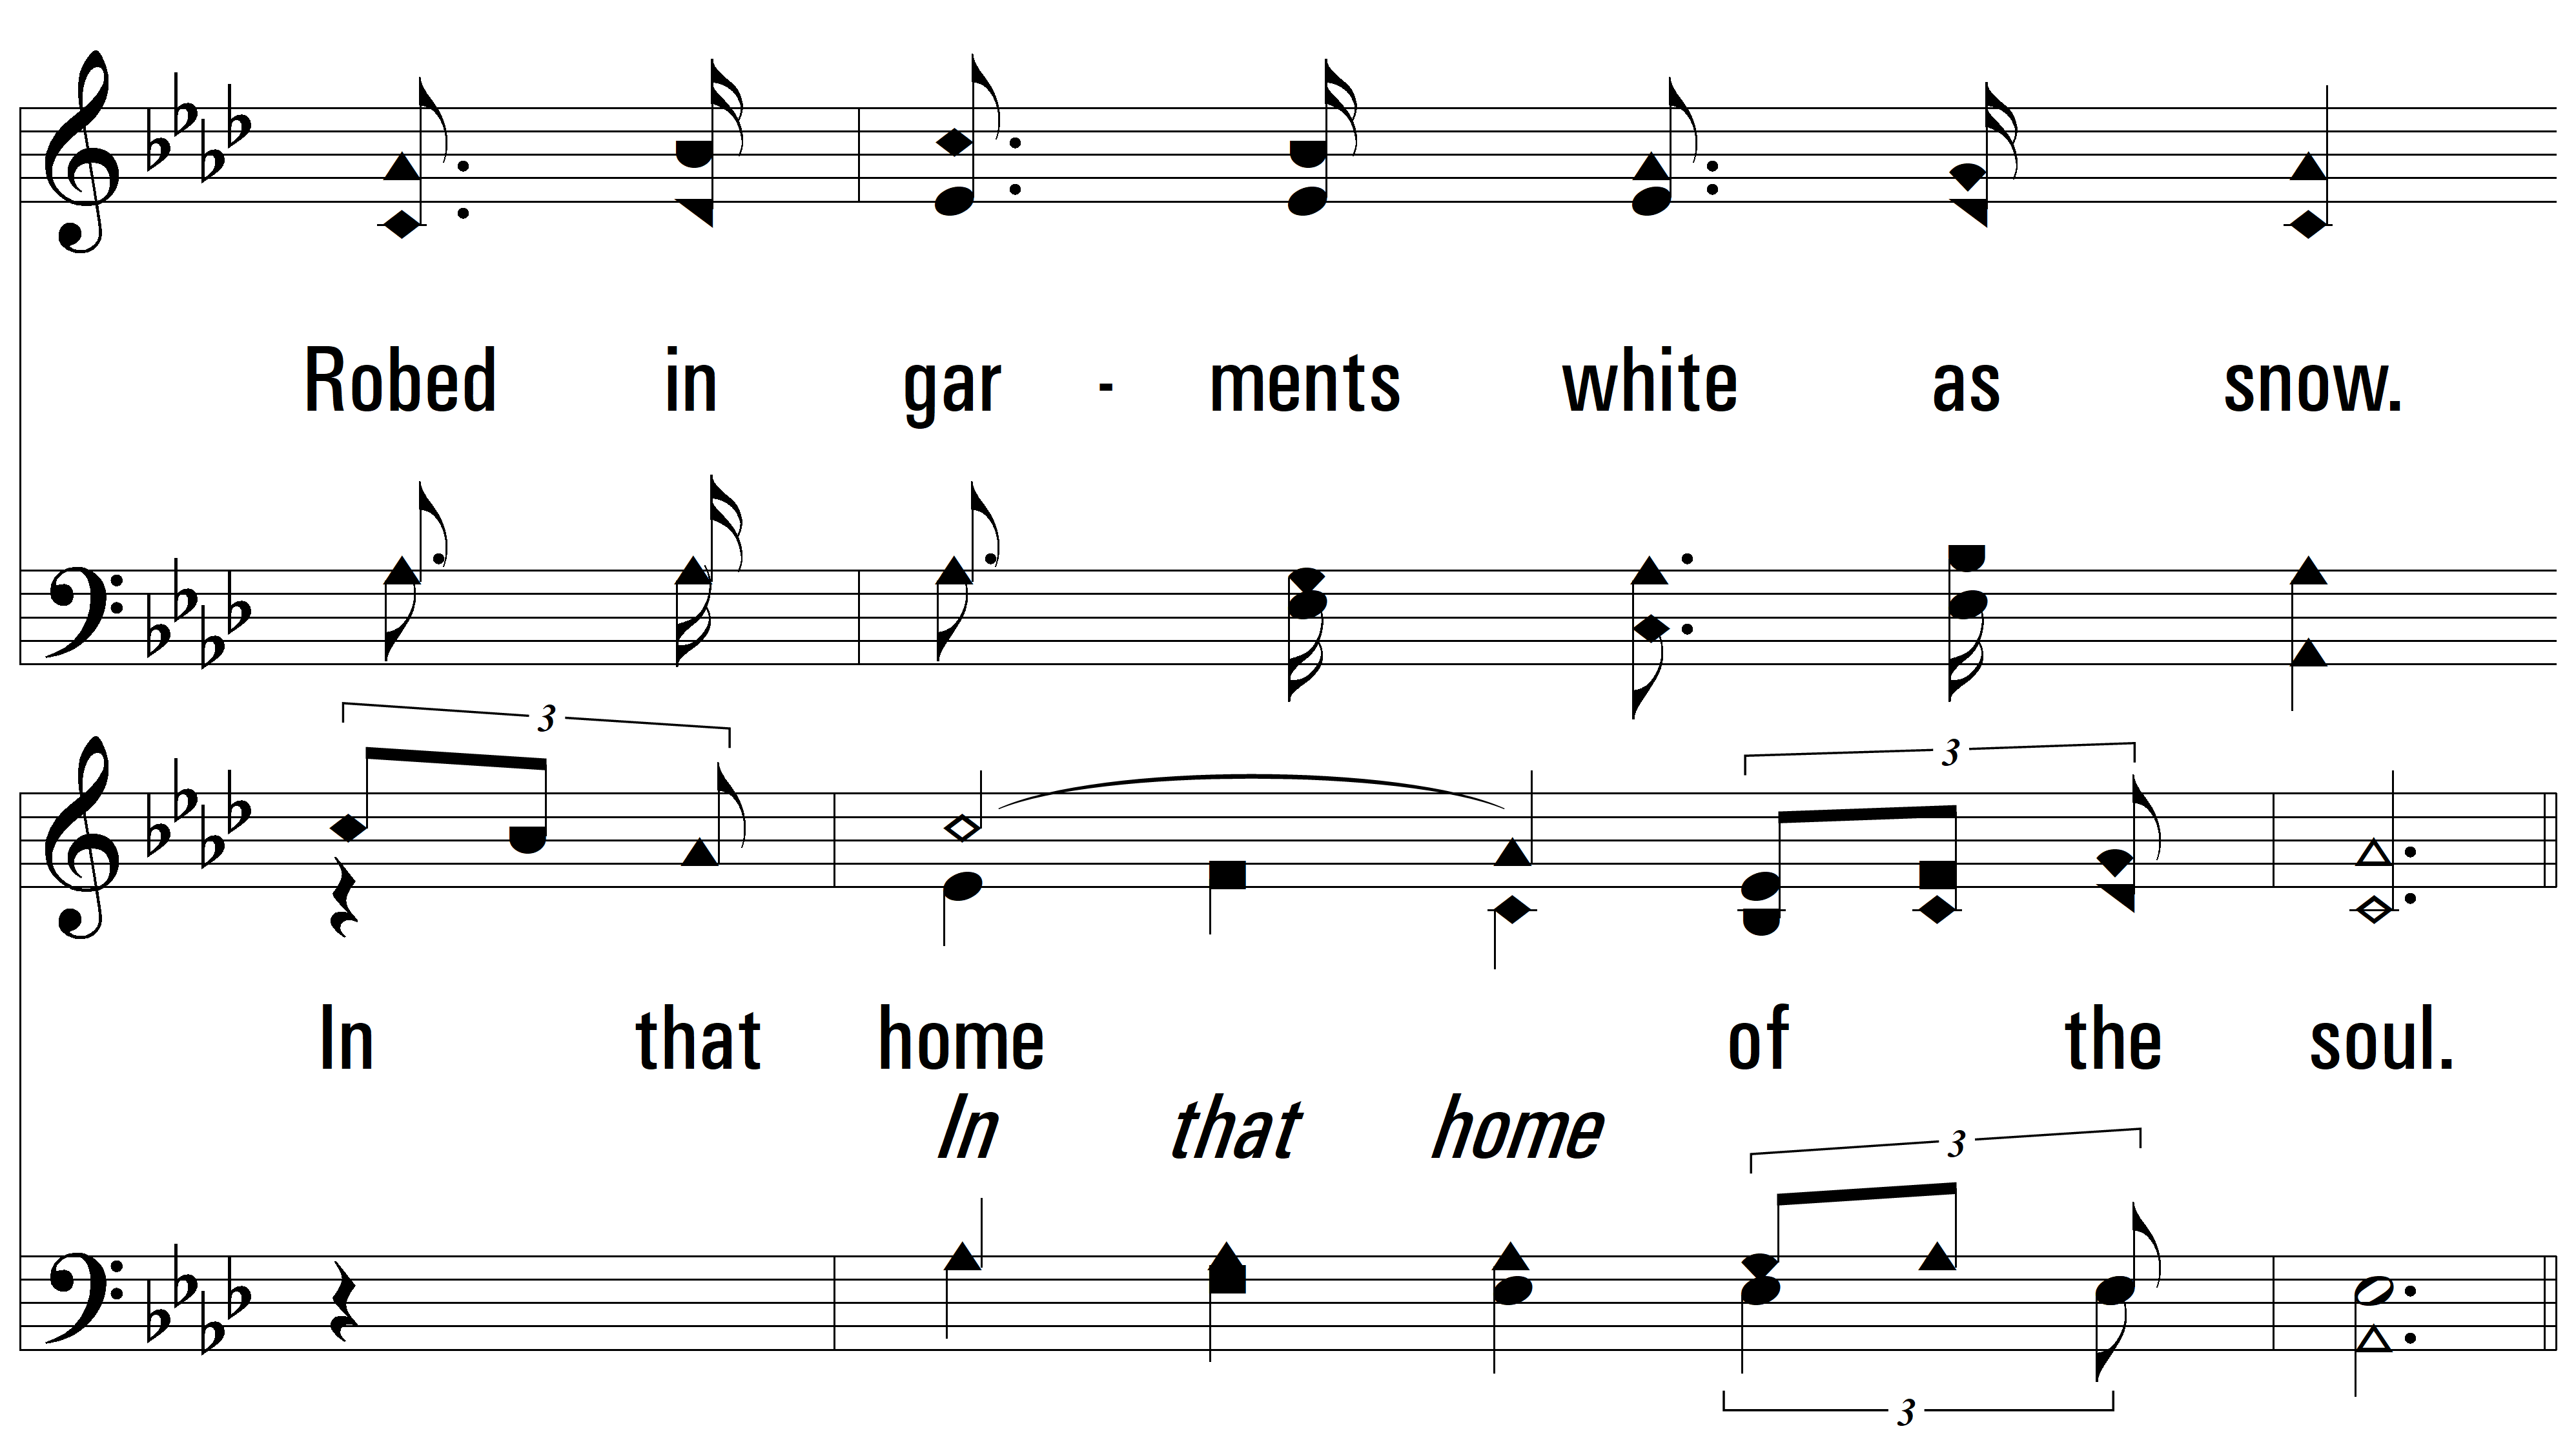 Robed in gar - ments white as snow.
3
3
In that home of the soul.
In that home
3
3